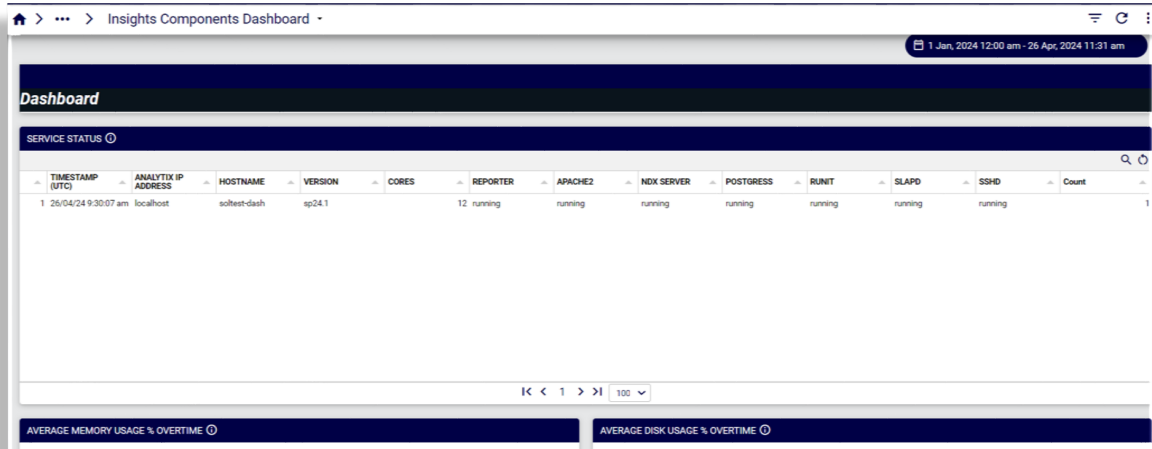 Insights Components Dashboard
1 Jan, 2024 12:00 am - 26 Apr, 2024 11:31 am
Dashboard
SERVICE STATUS
TIMESTAMP (UTC) ANALYTIX IP ADDRESS HOSTNAME VERSION CORES REPORTER APACHE2 NDX SERVER POSTGRESS RUNIT SLAPD SSHD Count
1 26/04/24 9:30:07 am localhost soltest-dash sp24.1 12 running running running running running running running 1
1 100
AVERAGE MEMORY USAGE % OVERTIME AVERAGE DISK USAGE % OVERTIME